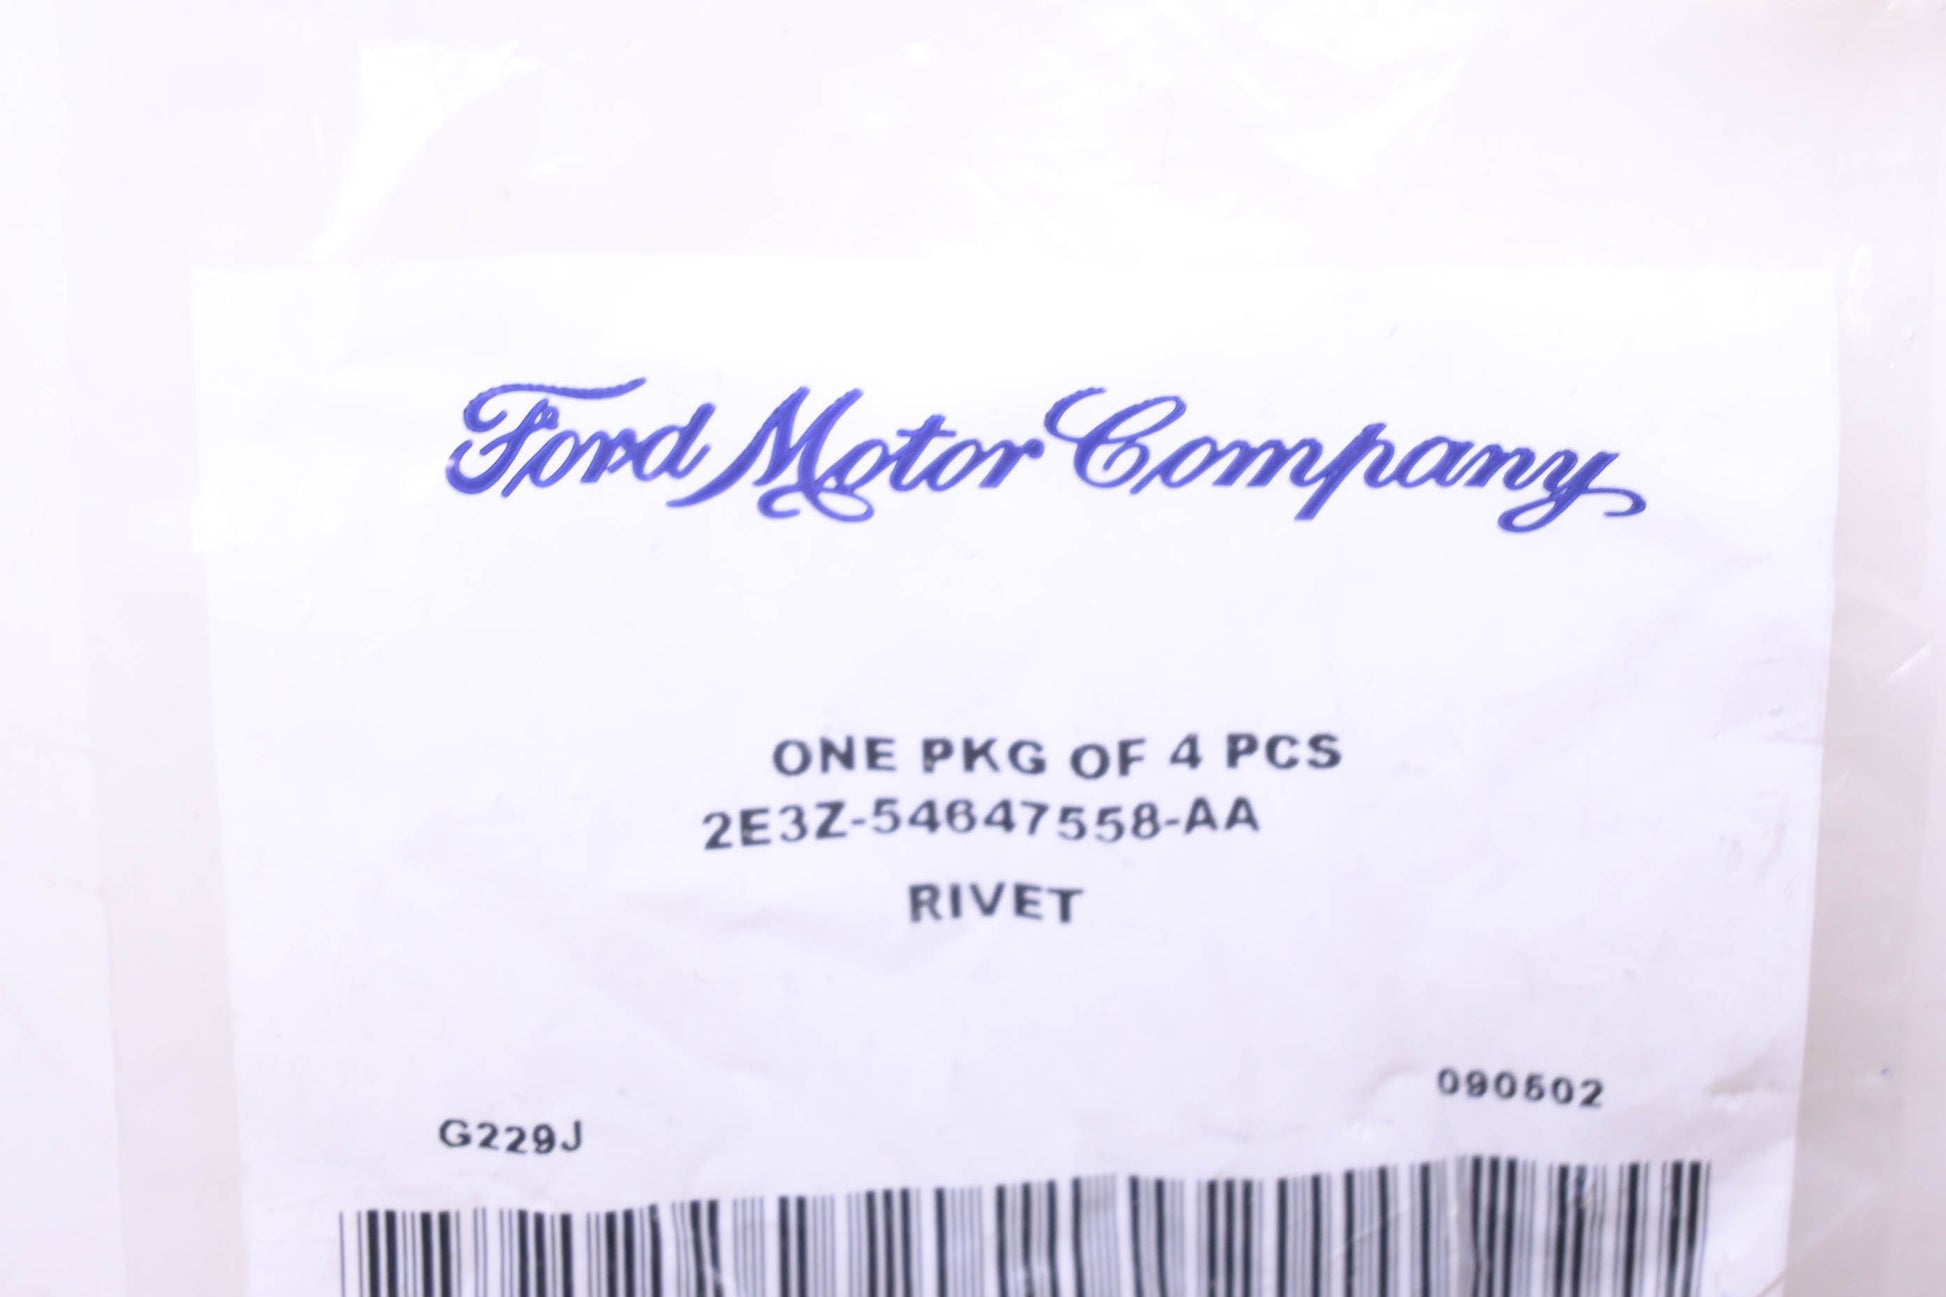 Ford Motor Company
ONE PKG OF 4 PCS
2E3Z-54647558-AA
RIVET
090502
G229J